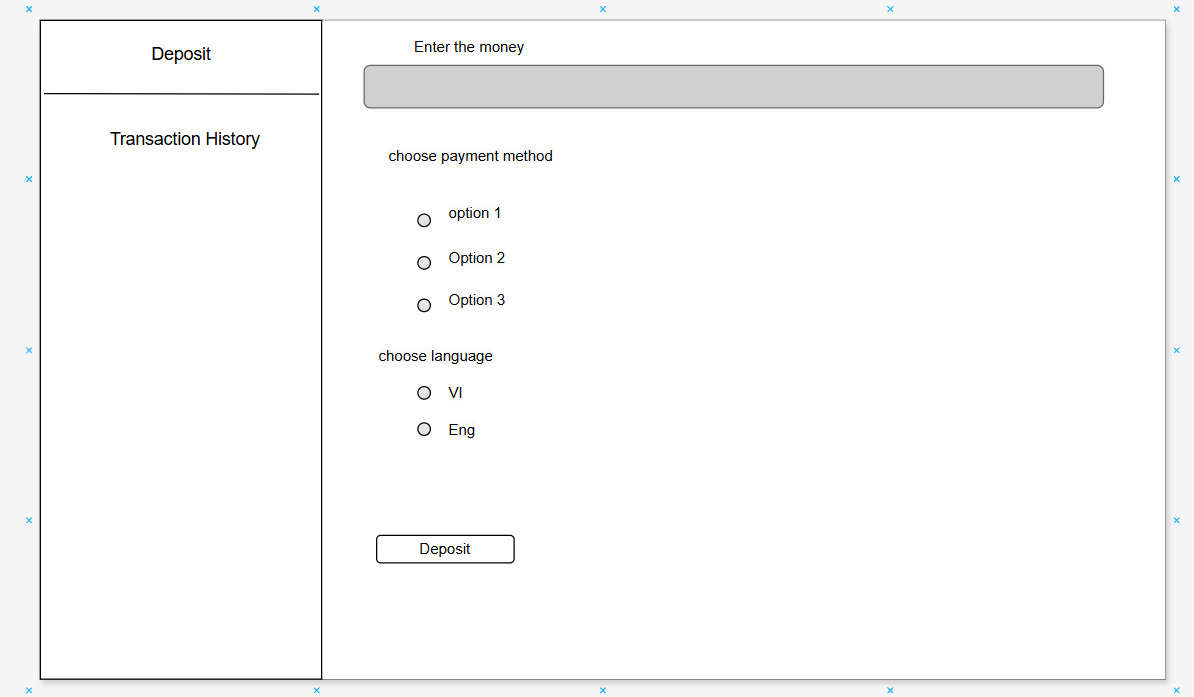 Deposit
Transaction History
Enter the money
choose payment method
option 1
Option 2
Option 3
choose language
VI
Eng
Deposit